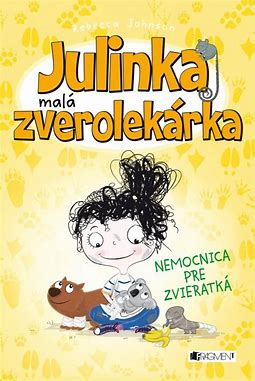 Rebecca Johnson
Julinka
malá
zverolekárka
NEMOCNICA
PRE
ZVIERATKÁ
FRAGMENT